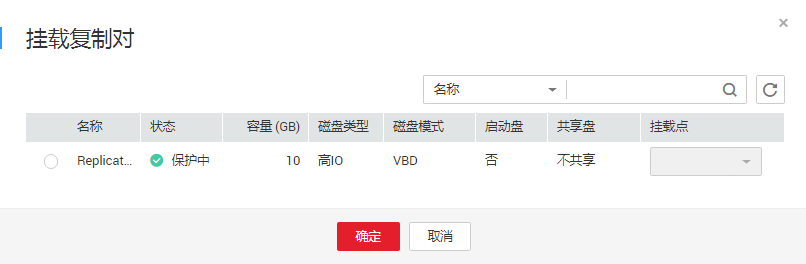 挂载复制对
名称
名称 状态 容量 (GB) 磁盘类型 磁盘模式 启动盘 共享盘 挂载点
Replicat... 保护中 10 高IO VBD 否 不共享
确定 取消